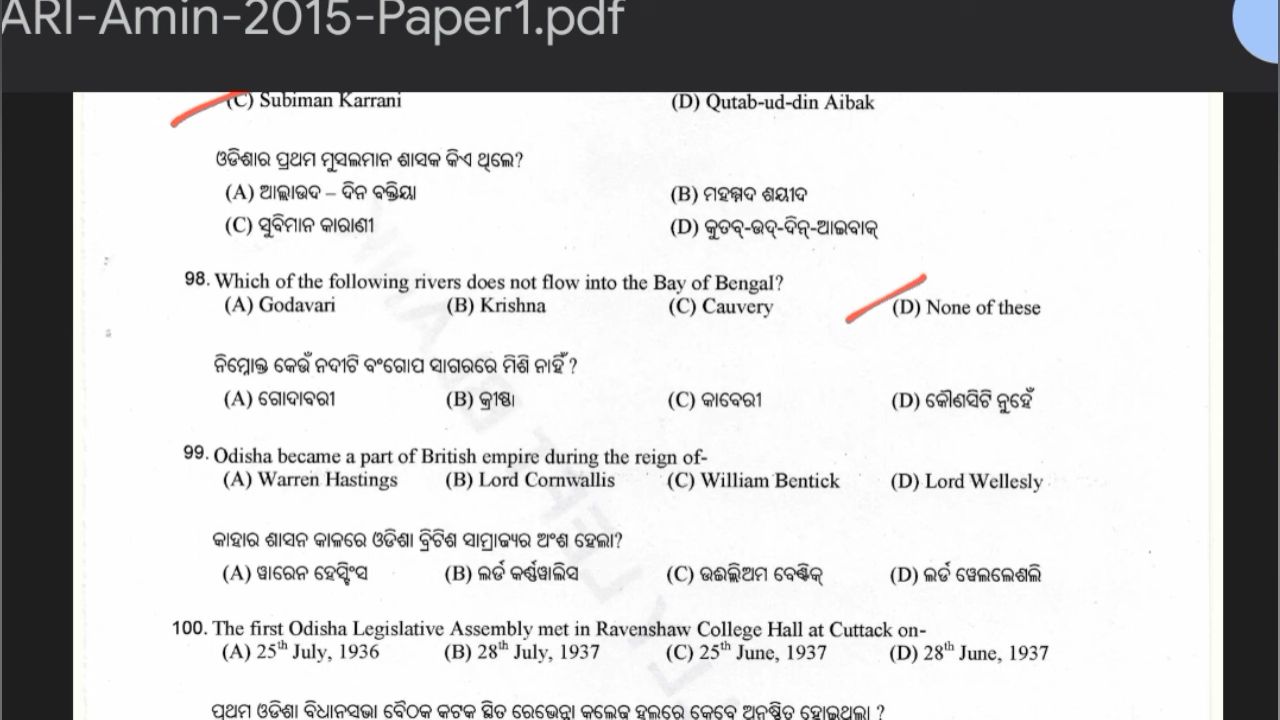 ARI-Amin-2015-Paper1.pdf
(C) Subiman Karrani (D) Qutab-ud-din Aibak
ଓଡିଶାର ପ୍ରଥମ ମୁସଲମାନ ଶାସକ କିଏ ଥିଲେ?
(A) ଆଲ୍ଲାଉଦ – ଦିନ ବକ୍ତିୟା (B) ମହମ୍ମଦ ଶୟୀଦ
(C) ସୁବିମାନ କାରାଣୀ (D) କୁତବ୍-ଉଦ୍-ଦିନ୍-ଆଇବାକ୍
98. Which of the following rivers does not flow into the Bay of Bengal?
(A) Godavari (B) Krishna (C) Cauvery (D) None of these
ନିମ୍ନୋକ୍ତ କେଉଁ ନଦୀଟି ବଂଗୋପ ସାଗରରେ ମିଶି ନାହିଁ ?
(A) ଗୋଦାବରୀ (B) କ୍ରୀଷ୍ଣା (C) କାବେରୀ (D) କୌଣସିଟି ନୁହେଁ
99. Odisha became a part of British empire during the reign of-
(A) Warren Hastings (B) Lord Cornwallis (C) William Bentick (D) Lord Wellesly
କାହାର ଶାସନ କାଳରେ ଓଡିଶା ବ୍ରିଟିଶ ସାମ୍ରାଜ୍ୟର ଅଂଶ ହେଲା?
(A) ୱାରେନ ହେସ୍ଟିଂସ (B) ଲର୍ଡ କର୍ଣ୍ଣୱାଲିସ (C) ଉଇଲିଅମ ବେଣ୍ଟିକ୍ (D) ଲର୍ଡ ୱେଲଲେଶଲି
100. The first Odisha Legislative Assembly met in Ravenshaw College Hall at Cuttack on-
(A) 25th July, 1936 (B) 28th July, 1937 (C) 25th June, 1937 (D) 28th June, 1937
ପ୍ରଥମ ଓଡିଶା ବିଧାନସଭା ବୈଠକ କଟକ ସ୍ଥିତ ରେଭେନ୍ସା କଲେଜ ହଲରେ କେବେ ଅନୁଷ୍ଠିତ ହୋଇଥିଲା ?